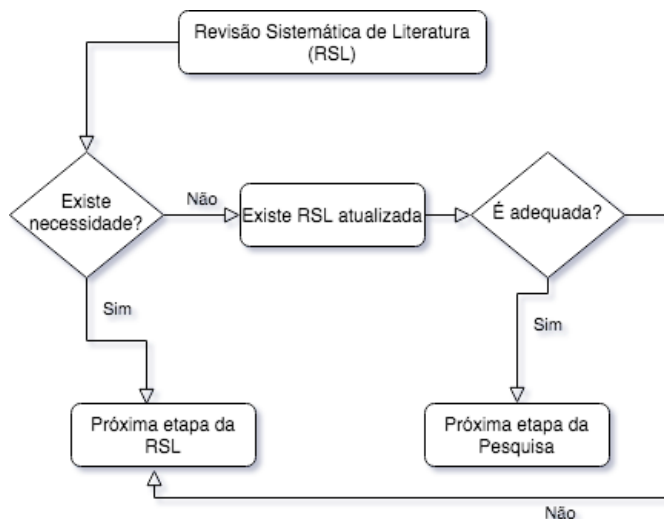 Revisão Sistemática de Literatura
(RSL)
Existe
necessidade?
Não
Existe RSL atualizada
É adequada?
Sim
Sim
Próxima etapa da
RSL
Próxima etapa da
Pesquisa
Não